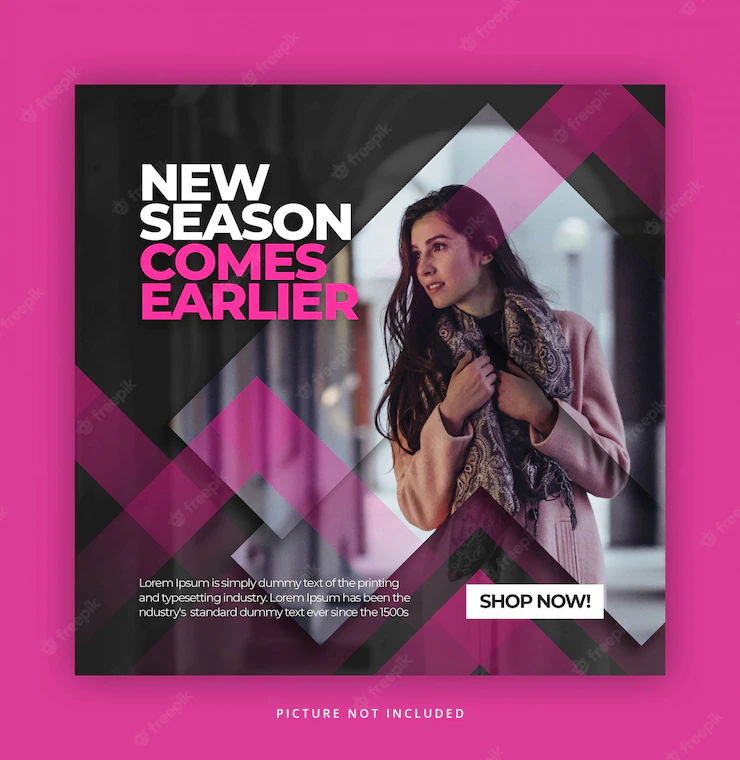 NEW
SEASON
COMES
EARLIER
Lorem Ipsum is simply dummy text of the printing
and typesetting industry. Lorem Ipsum has been the
ndustry's standard dummy text ever since the 1500s
SHOP NOW!
PICTURE NOT INCLUDED
freepik